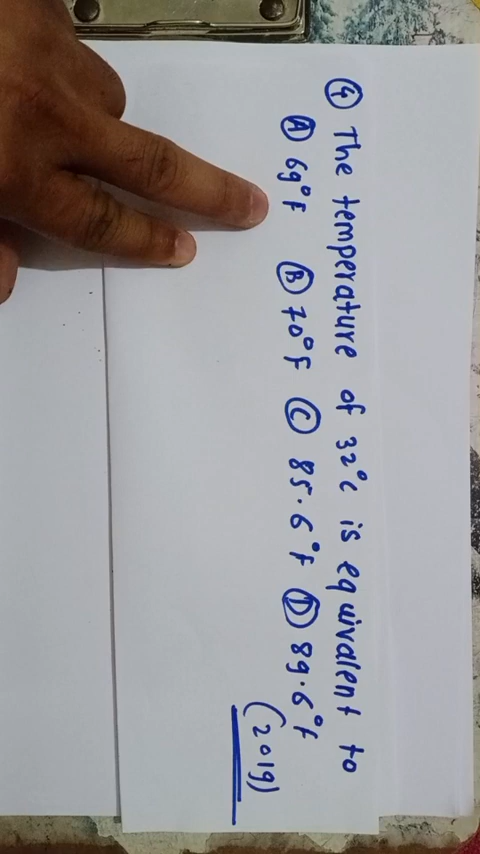 ④ The temperature of 32°C is equivalent to
Ⓐ 69°F Ⓑ 70°F Ⓒ 85.6°F Ⓓ 89.6°F
(2019)